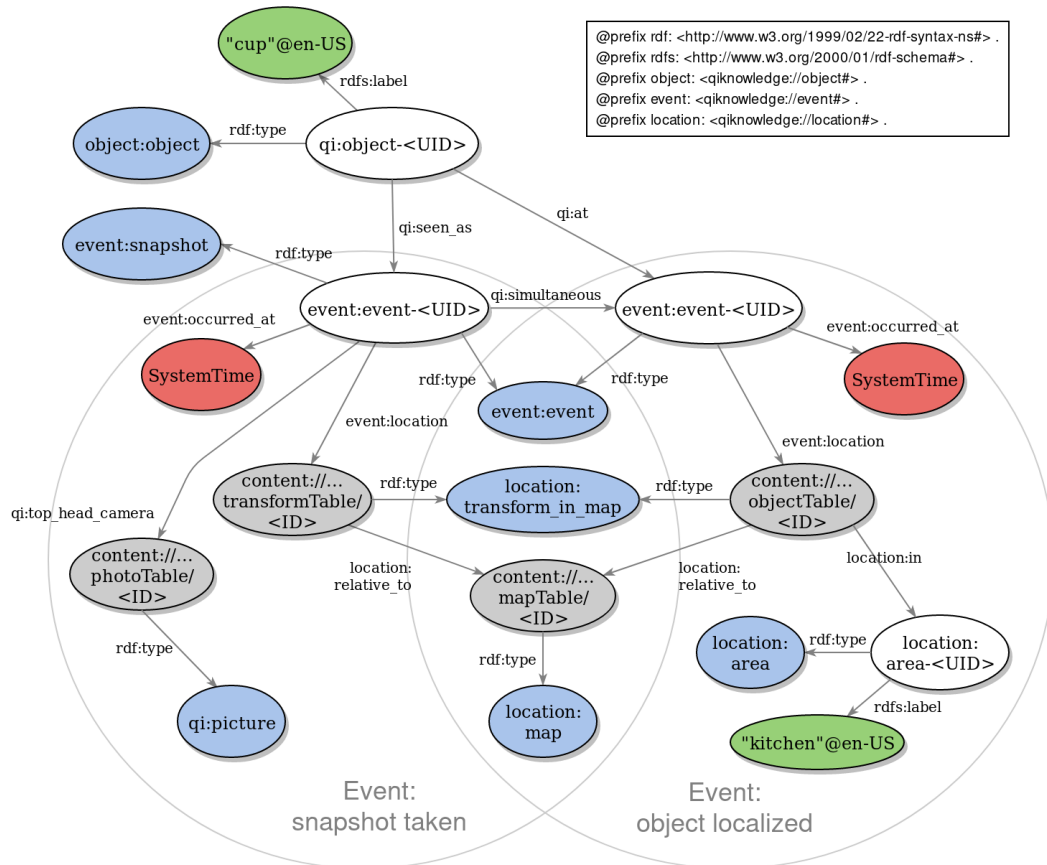 "cup"@en-US
@prefix rdf: <http://www.w3.org/1999/02/22-rdf-syntax-ns#> .
@prefix rdfs: <http://www.w3.org/2000/01/rdf-schema#> .
@prefix object: <qiknowledge://object#> .
@prefix event: <qiknowledge://event#> .
@prefix location: <qiknowledge://location#> .
rdfs:label
rdf:type
object:object
qi:object-<UID>
qi:at
qi:seen_as
event:snapshot
rdf:type
qi:simultaneous
event:event-<UID>
event:event-<UID>
event:occurred_at
event:occurred_at
SystemTime
rdf:type
rdf:type
SystemTime
event:event
event:location
event:location
content://...
transformTable/
<ID>
rdf:type
location:
transform_in_map
rdf:type
content://...
objectTable/
<ID>
qi:top_head_camera
content://...
photoTable/
<ID>
location:
relative_to
content://...
mapTable/
<ID>
location:
relative_to
location:in
rdf:type
rdf:type
location:
area
rdf:type
location:
area-<UID>
rdfs:label
qi:picture
location:
map
"kitchen"@en-US
Event:
snapshot taken
Event:
object localized